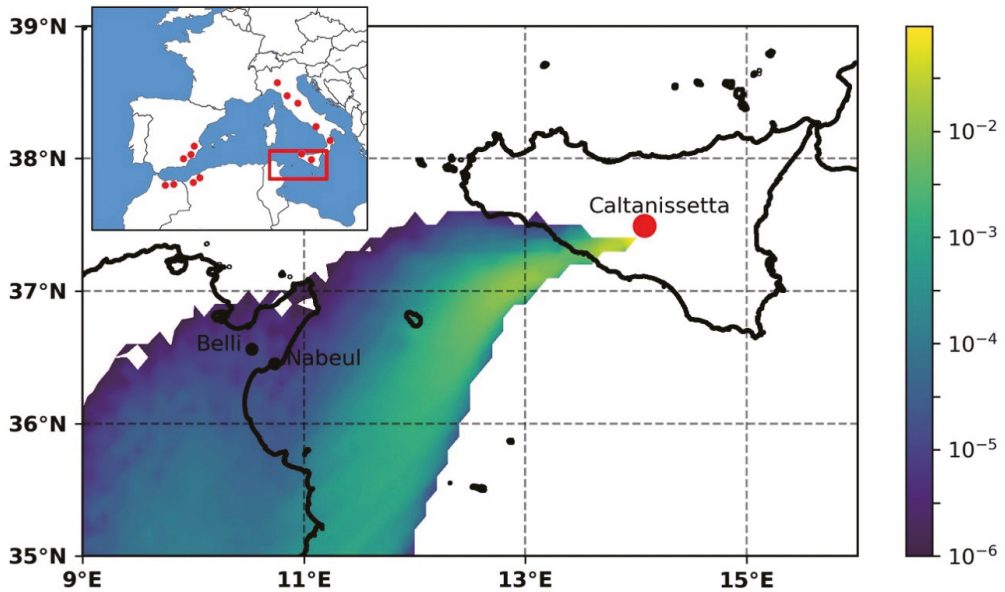 39°N
38°N
37°N
36°N
35°N
9°E
11°E
13°E
15°E
Caltanissetta
Belli
Nabeul
10⁻²
10⁻³
10⁻⁴
10⁻⁵
10⁻⁶